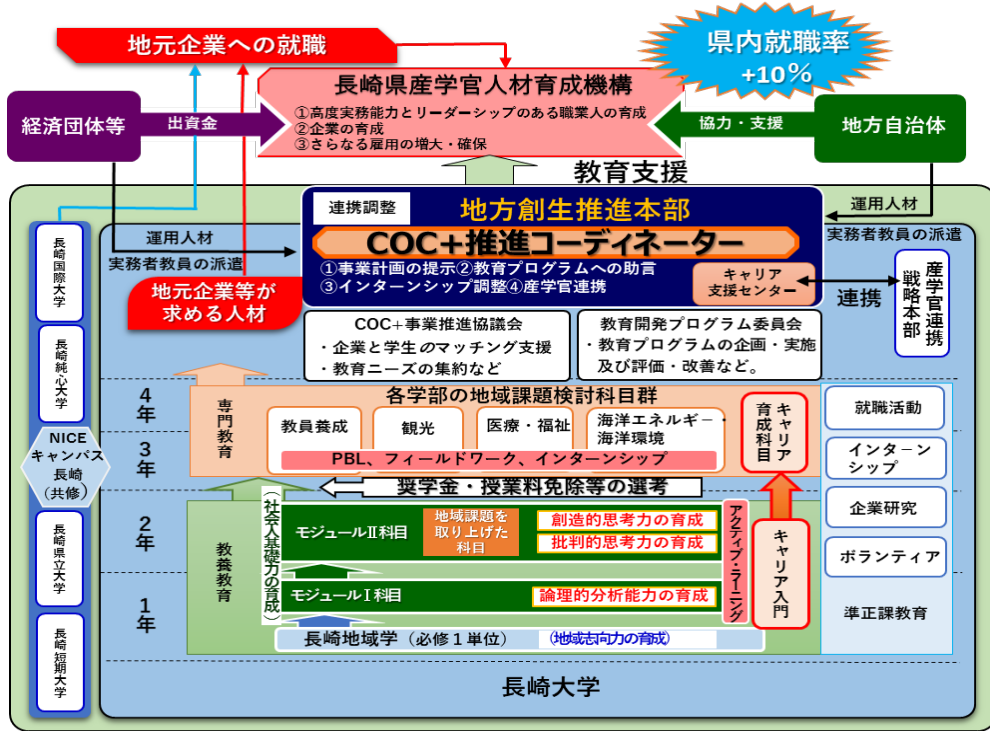 地元企業への就職
県内就職率
+10%
長崎県産学官人材育成機構
①高度実務能力とリーダーシップのある職業人の育成
②企業の育成
③さらなる雇用の増大・確保
経済団体等
出資金
協力・支援
地方自治体
教育支援
連携調整
地方創生推進本部
COC+推進コーディネーター
①事業計画の提示②教育プログラムへの助言
③インターンシップ調整④産学官連携
キャリア
支援センター
運用人材
実務者教員の派遣
運用人材
実務者教員の派遣
地元企業等が
求める人材
連携
産学官連携
戦略本部
COC+事業推進協議会
・企業と学生のマッチング支援
・教育ニーズの集約など
教育開発プログラム委員会
・教育プログラムの企画・実施
及び評価・改善など。
長崎国際大学
長崎純心大学
NICE
キャンパス
長崎
(共修)
長崎県立大学
長崎短期大学
4年
3年
2年
1年
専門教育
各学部の地域課題検討科目群
教員養成
観光
医療・福祉
海洋エネルギー・
海洋環境
PBL、フィールドワーク、インターンシップ
キャリア
育成科目
奨学金・授業料免除等の選考
教養教育
(社会人基礎力の育成)
モジュールⅡ科目
地域課題を
取り上げた
科目
創造的思考力の育成
批判的思考力の育成
モジュールⅠ科目
論理的分析能力の育成
アクティブ・ラーニング
キャリア入門
長崎地域学(必修1単位)
(地域志向力の育成)
就職活動
インターン
シップ
企業研究
ボランティア
準正課教育
長崎大学